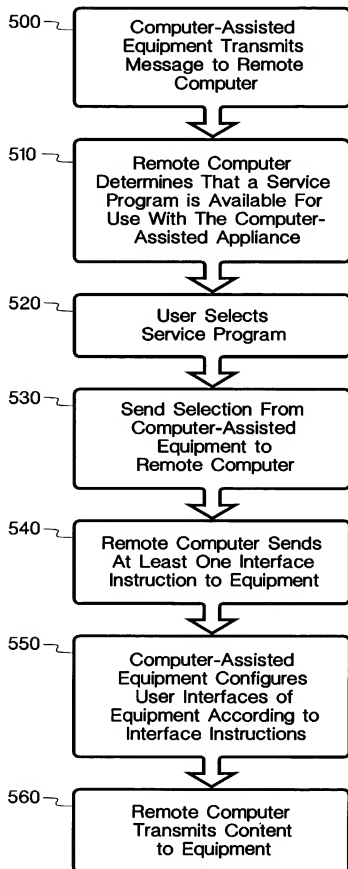 500
Computer-Assisted
Equipment Transmits
Message to Remote
Computer
510
Remote Computer
Determines That a Service
Program is Available For
Use With The Computer-
Assisted Appliance
520
User Selects
Service Program
530
Send Selection From
Computer-Assisted
Equipment to
Remote Computer
540
Remote Computer Sends
At Least One Interface
Instruction to Equipment
550
Computer-Assisted
Equipment Configures
User Interfaces of
Equipment According to
Interface Instructions
560
Remote Computer
Transmits Content
to Equipment